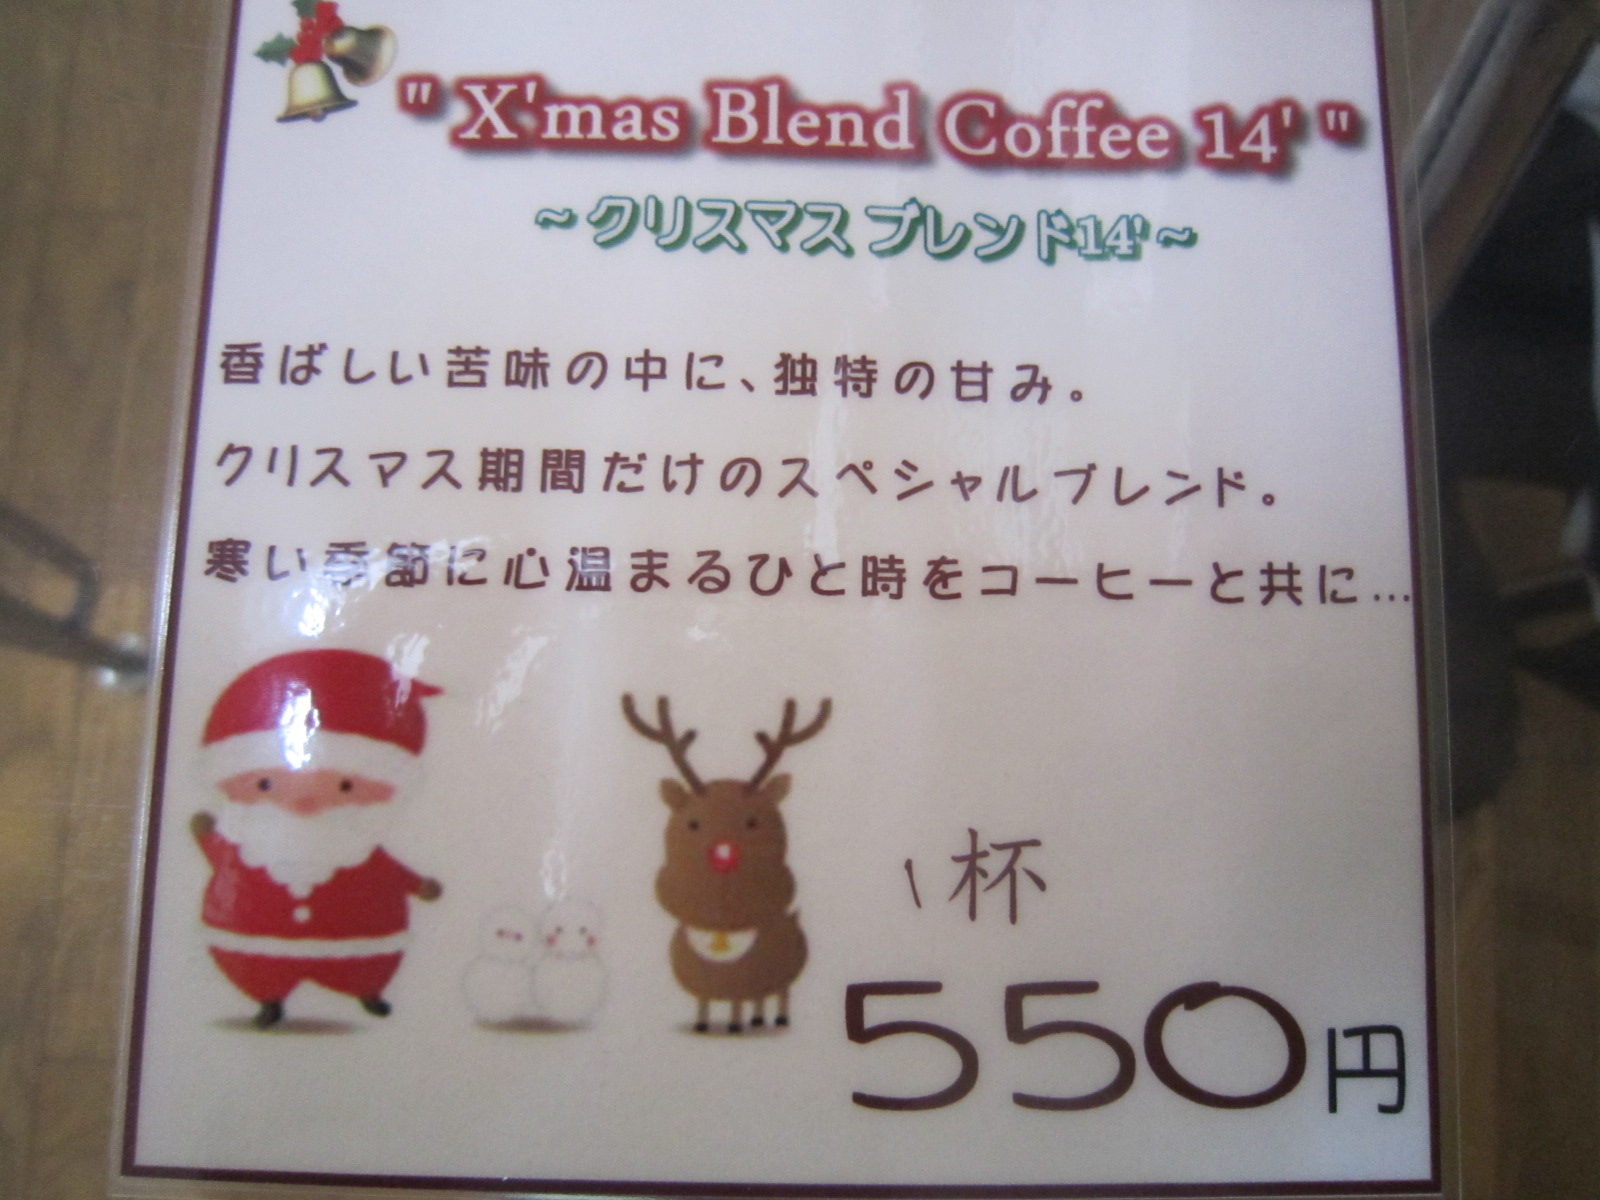 " X'mas Blend Coffee 14' "
~クリスマス ブレンド14'~
香ばしい苦味の中に、独特の甘み。
クリスマス期間だけのスペシャルブレンド。
寒い季節に心温まるひと時をコーヒーと共に…
1杯
550円